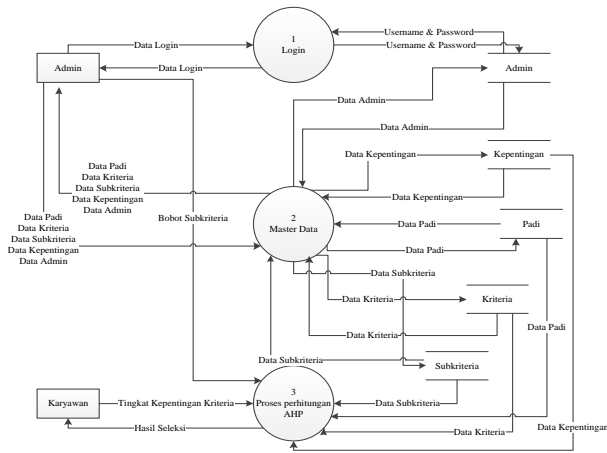 1
Login
Data Login
Data Login
Username & Password
Username & Password
Admin
Admin
Data Admin
Data Admin
Data Kepentingan
Kepentingan
Data Kepentingan
Data Padi
Data Kriteria
Data Subkriteria
Data Kepentingan
Data Admin
Data Padi
Data Kriteria
Data Subkriteria
Data Kepentingan
Data Admin
Bobot Subkriteria
2
Master Data
Data Padi
Padi
Data Padi
Data Subkriteria
Data Kriteria
Kriteria
Data Kriteria
Data Padi
Data Subkriteria
Subkriteria
3
Proses perhitungan
AHP
Karyawan
Tingkat Kepentingan Kriteria
Hasil Seleksi
Data Subkriteria
Data Kriteria
Data Kepentingan